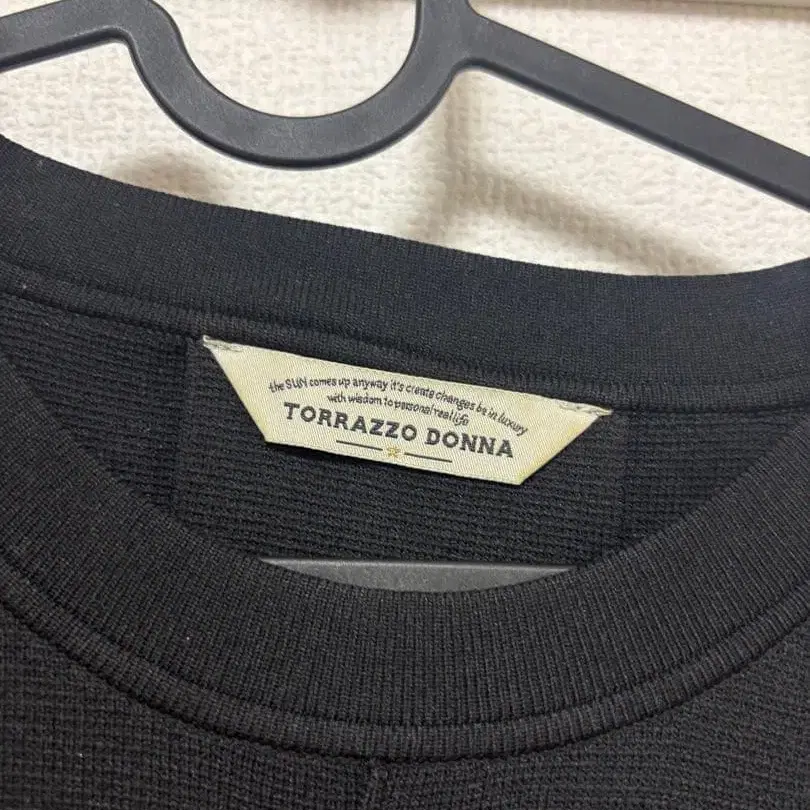 the SUN comes up anyway it's create changes be in luxury
with wisdom to personal real life
TORRAZZO DONNA